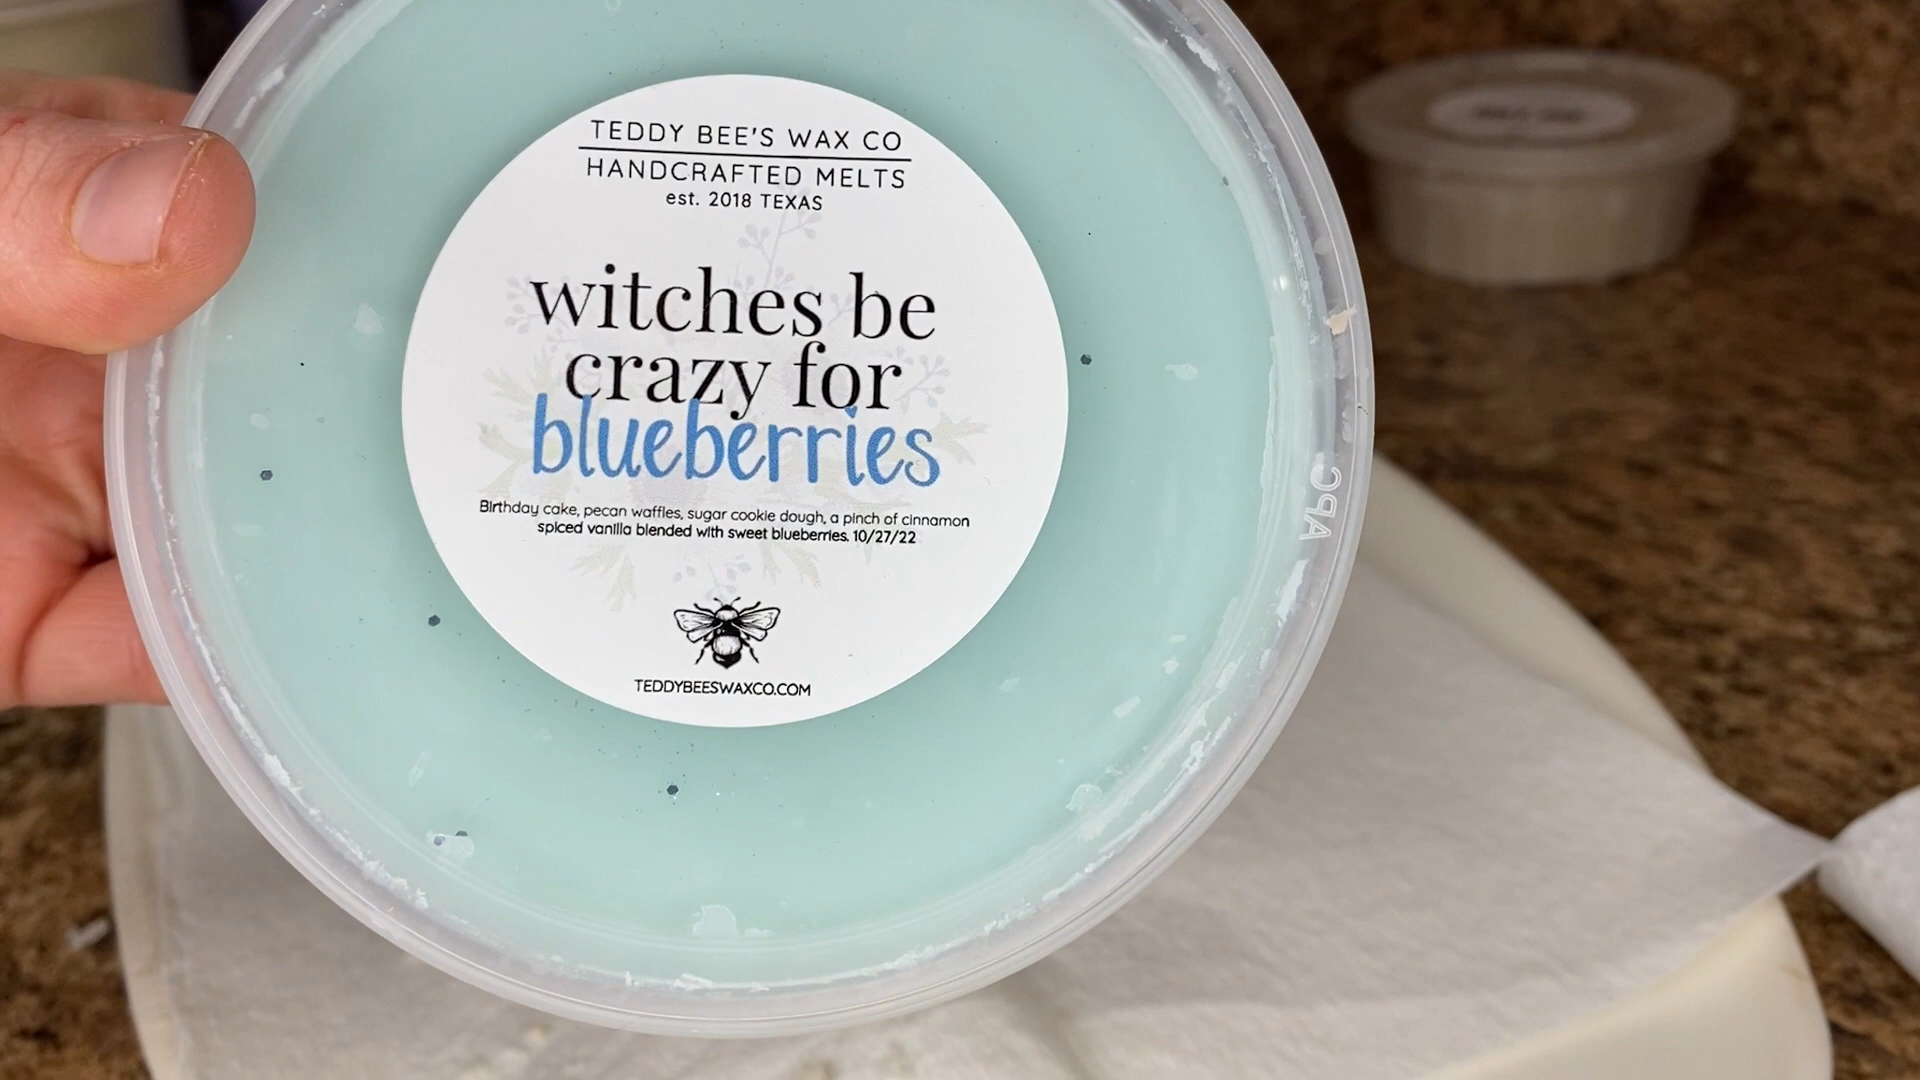 TEDDY BEE'S WAX CO
HANDCRAFTED MELTS
est. 2018 TEXAS
witches be
crazy for
blueberries
Birthday cake, pecan waffles, sugar cookie dough, a pinch of cinnamon
spiced vanilla blended with sweet blueberries. 10/27/22
TEDDYBEESWAXCO.COM
APC